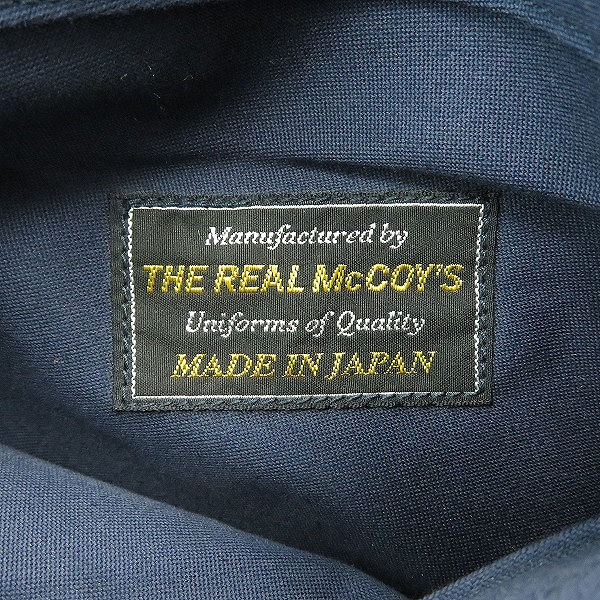 Manufactured by
THE REAL McCOY'S
Uniforms of Quality
MADE IN JAPAN